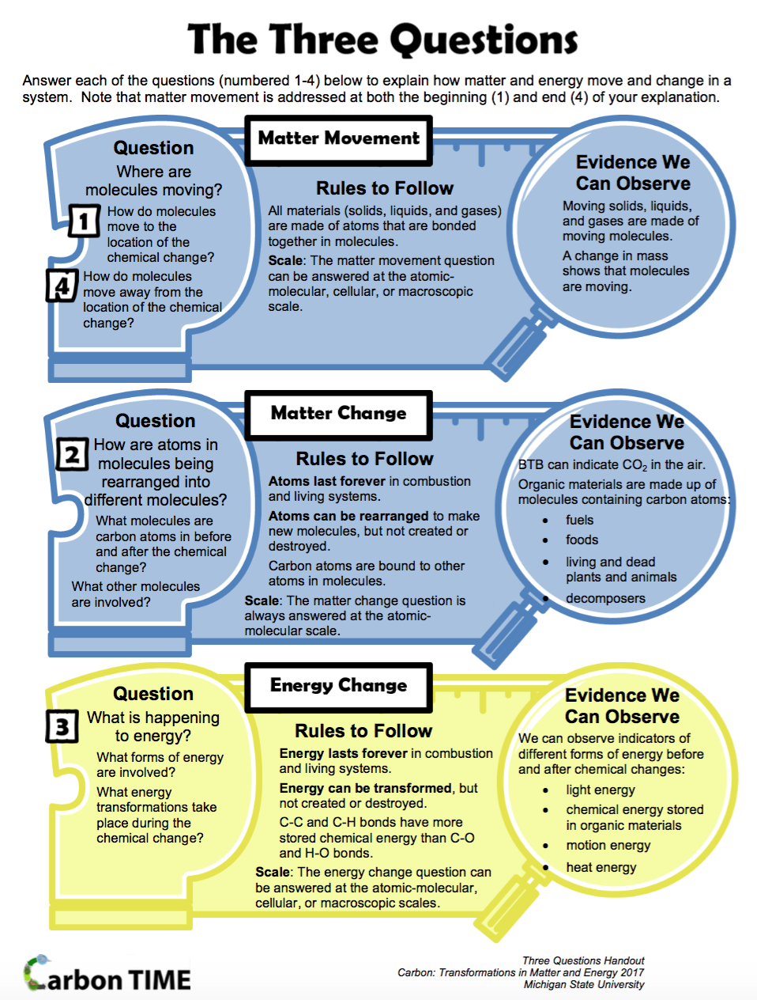 The Three Questions
Answer each of the questions (numbered 1-4) below to explain how matter and energy move and change in a
system.  Note that matter movement is addressed at both the beginning (1) and end (4) of your explanation.
Matter Movement
Question
Where are
molecules moving?
1
How do molecules
move to the
location of the
chemical change?
4
How do molecules
move away from the
location of the chemical
change?
Rules to Follow
All materials (solids, liquids, and gases)
are made of atoms that are bonded
together in molecules.
Scale: The matter movement question
can be answered at the atomic-
molecular, cellular, or macroscopic
scale.
Evidence We
Can Observe
Moving solids, liquids,
and gases are made of
moving molecules.
A change in mass
shows that molecules
are moving.
Matter Change
Question
2
How are atoms in
molecules being
rearranged into
different molecules?
What molecules are
carbon atoms in before
and after the chemical
change?
What other molecules
are involved?
Rules to Follow
Atoms last forever in combustion
and living systems.
Atoms can be rearranged to make
new molecules, but not created or
destroyed.
Carbon atoms are bound to other
atoms in molecules.
Scale: The matter change question is
always answered at the atomic-
molecular scale.
Evidence We
Can Observe
BTB can indicate CO₂ in the air.
Organic materials are made up of
molecules containing carbon atoms:
• fuels
• foods
• living and dead
plants and animals
• decomposers
Energy Change
Question
3
What is happening
to energy?
What forms of energy
are involved?
What energy
transformations take
place during the
chemical change?
Rules to Follow
Energy lasts forever in combustion
and living systems.
Energy can be transformed, but
not created or destroyed.
C-C and C-H bonds have more
stored chemical energy than C-O
and H-O bonds.
Scale: The energy change question can
be answered at the atomic-molecular,
cellular, or macroscopic scales.
Evidence We
Can Observe
We can observe indicators of
different forms of energy before
and after chemical changes:
• light energy
• chemical energy stored
in organic materials
• motion energy
• heat energy
Carbon TIME
Three Questions Handout
Carbon: Transformations in Matter and Energy 2017
Michigan State University